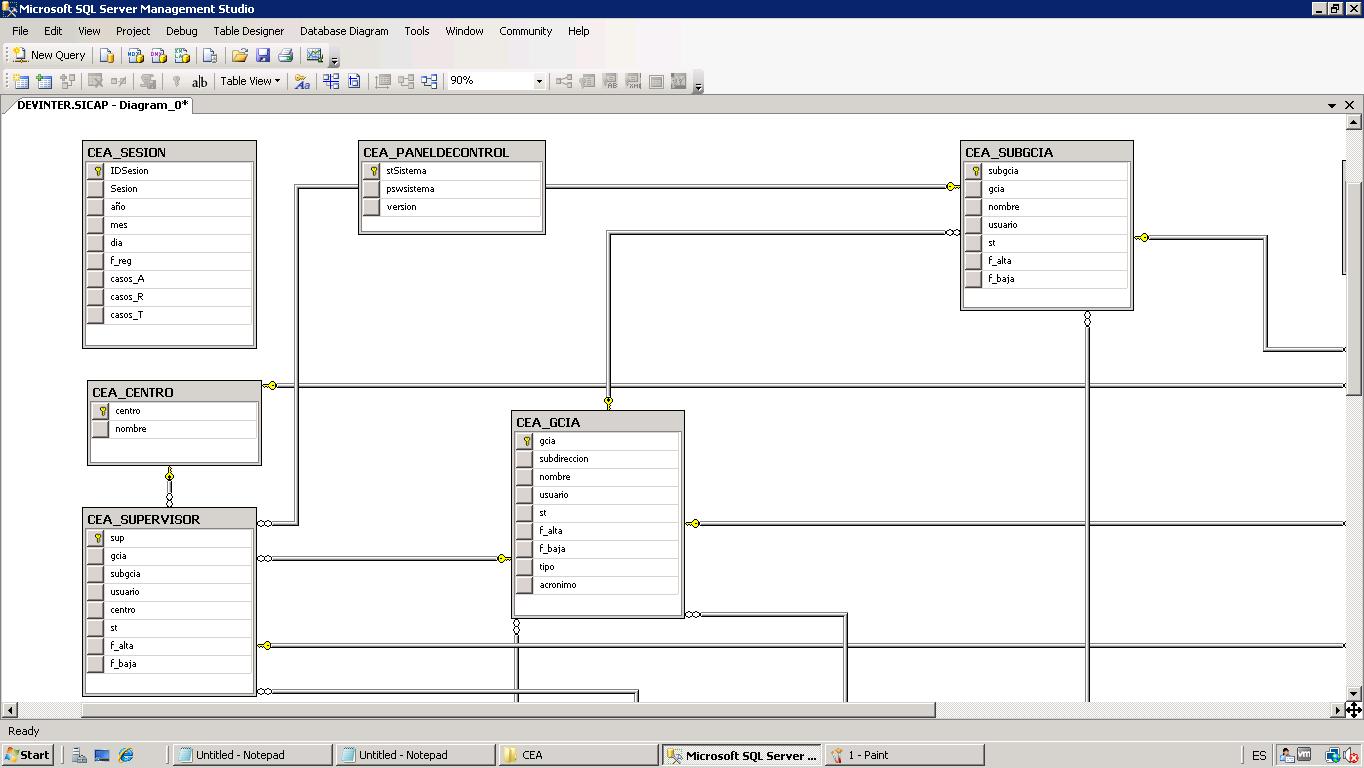 Microsoft SQL Server Management Studio
File Edit View Project Debug Table Designer Database Diagram Tools Window Community Help
New Query
ab Table View 90%
DEVINTER.SICAP - Diagram_0*
CEA_SESION
IDSesion
Sesion
año
mes
dia
f_reg
casos_A
casos_R
casos_T
CEA_PANELDECONTROL
stSistema
pswsistema
version
CEA_SUBGCIA
subgcia
gcia
nombre
usuario
st
f_alta
f_baja
CEA_CENTRO
centro
nombre
CEA_GCIA
gcia
subdireccion
nombre
usuario
st
f_alta
f_baja
tipo
acronimo
CEA_SUPERVISOR
sup
gcia
subgcia
usuario
centro
st
f_alta
f_baja
Ready
Start Untitled - Notepad Untitled - Notepad CEA Microsoft SQL Server ... 1 - Paint ES